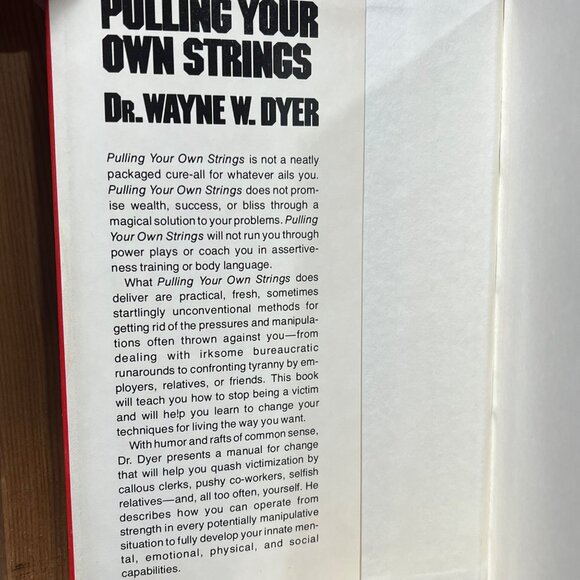 PULLING YOUR
OWN STRINGS
DR. WAYNE W. DYER
Pulling Your Own Strings is not a neatly
packaged cure-all for whatever ails you.
Pulling Your Own Strings does not prom-
ise wealth, success, or bliss through a
magical solution to your problems. Pulling
Your Own Strings will not run you through
power plays or coach you in assertive-
ness training or body language.
What Pulling Your Own Strings does
deliver are practical, fresh, sometimes
startlingly unconventional methods for
getting rid of the pressures and manipula-
tions often thrown against you—from
dealing with irksome bureaucratic
runarounds to confronting tyranny by em-
ployers, relatives, or friends. This book
will teach you how to stop being a victim
and will help you learn to change your
techniques for living the way you want.
With humor and rafts of common sense,
Dr. Dyer presents a manual for change
that will help you quash victimization by
callous clerks, pushy co-workers, selfish
relatives—and, all too often, yourself. He
describes how you can operate from
strength in every potentially manipulative
situation to fully develop your innate men-
tal, emotional, physical, and social
capabilities.